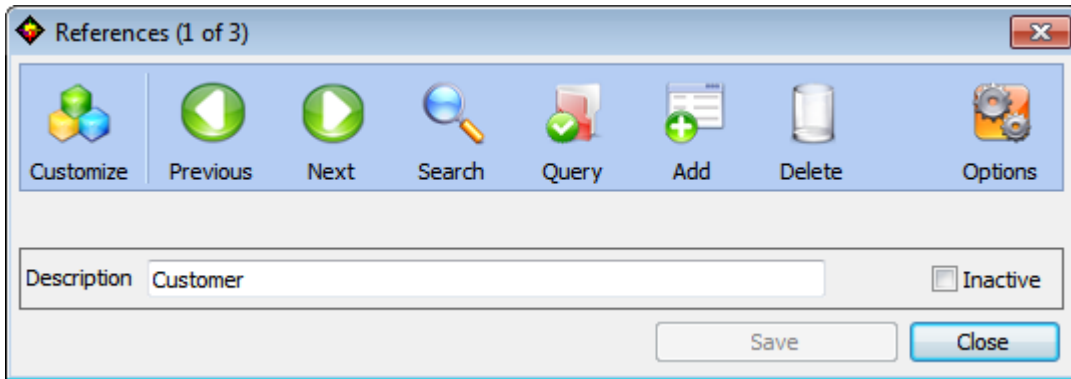 References (1 of 3)
Customize Previous Next Search Query Add Delete Options
Description Customer Inactive
Save Close